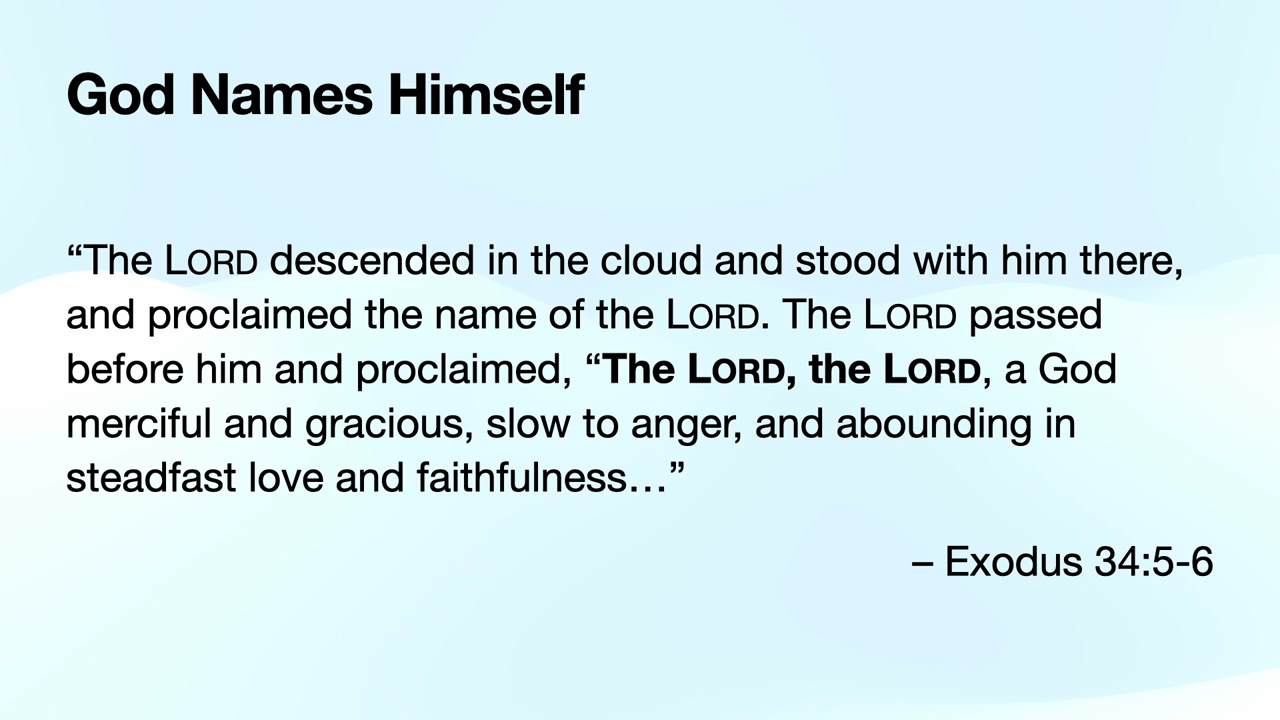 God Names Himself
“The LORD descended in the cloud and stood with him there,
and proclaimed the name of the LORD. The LORD passed
before him and proclaimed, “The LORD, the LORD, a God
merciful and gracious, slow to anger, and abounding in
steadfast love and faithfulness…”
– Exodus 34:5-6